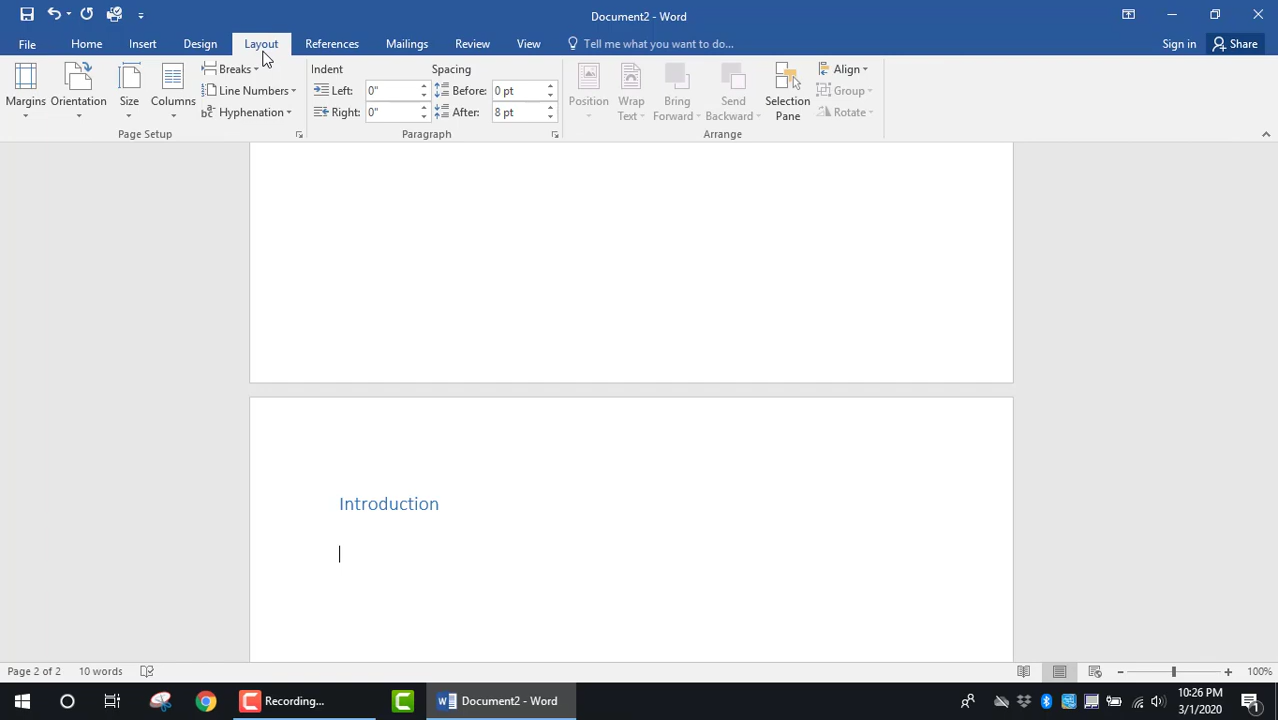 Document2 - Word
File Home Insert Design Layout References Mailings Review View Tell me what you want to do... Sign in Share
Margins Orientation Size Columns
Breaks
Line Numbers
Hyphenation
Page Setup
Indent Spacing
Left: 0" Before: 0 pt
Right: 0" After: 8 pt
Paragraph
Position Wrap Text Bring Forward Send Backward Selection Pane
Align
Group
Rotate
Arrange
Introduction
Page 2 of 2 10 words 100%
Recording... Document2 - Word
10:26 PM
3/1/2020